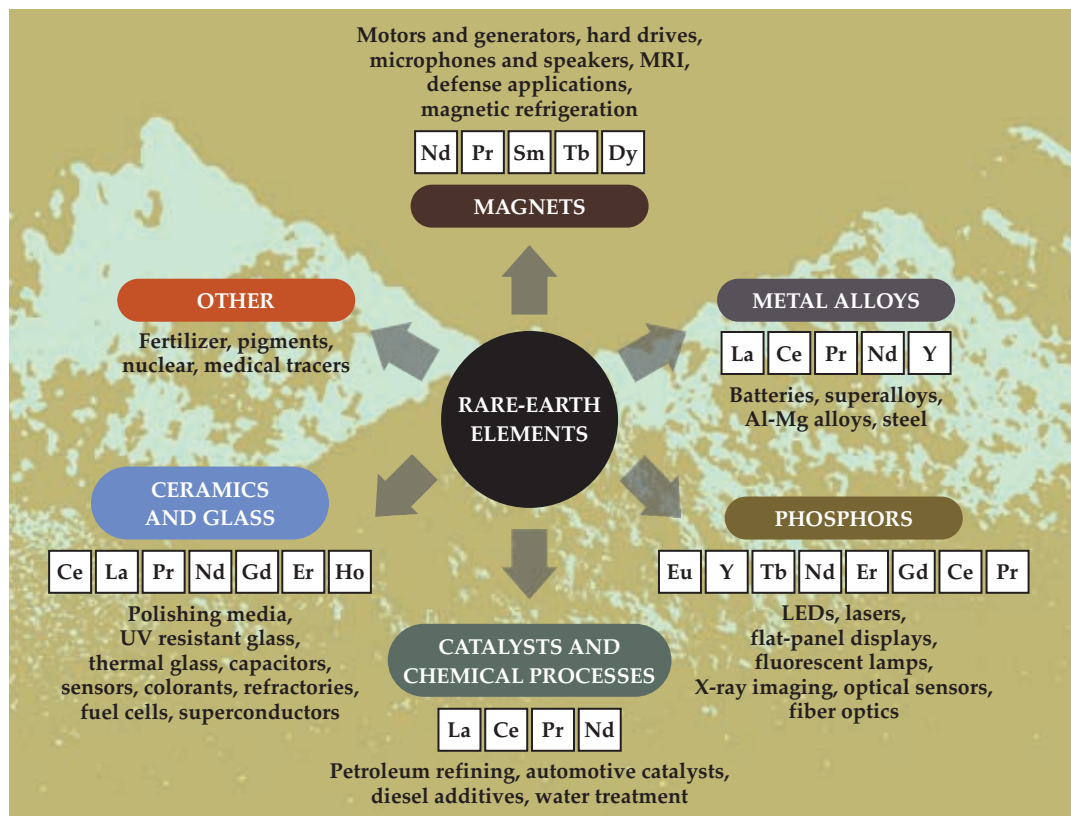 Motors and generators, hard drives,
microphones and speakers, MRI,
defense applications,
magnetic refrigeration
Nd Pr Sm Tb Dy
MAGNETS
OTHER
Fertilizer, pigments,
nuclear, medical tracers
METAL ALLOYS
La Ce Pr Nd Y
Batteries, superalloys,
Al-Mg alloys, steel
RARE-EARTH
ELEMENTS
CERAMICS
AND GLASS
Ce La Pr Nd Gd Er Ho
Polishing media,
UV resistant glass,
thermal glass, capacitors,
sensors, colorants, refractories,
fuel cells, superconductors
PHOSPHORS
Eu Y Tb Nd Er Gd Ce Pr
LEDs, lasers,
flat-panel displays,
fluorescent lamps,
X-ray imaging, optical sensors,
fiber optics
CATALYSTS AND
CHEMICAL PROCESSES
La Ce Pr Nd
Petroleum refining, automotive catalysts,
diesel additives, water treatment